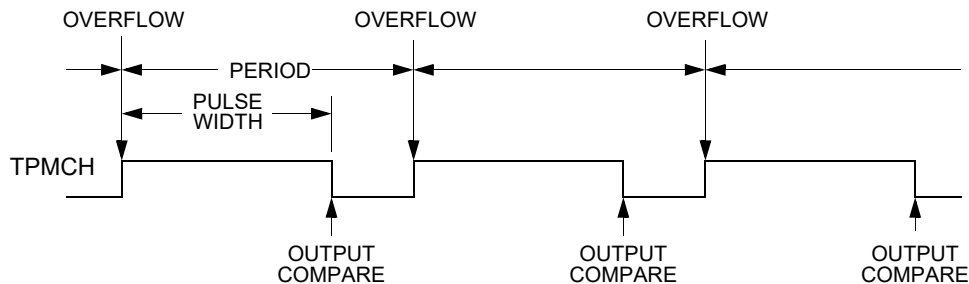 OVERFLOW OVERFLOW OVERFLOW
PERIOD
PULSE
WIDTH
TPMCH
OUTPUT
COMPARE
OUTPUT
COMPARE
OUTPUT
COMPARE